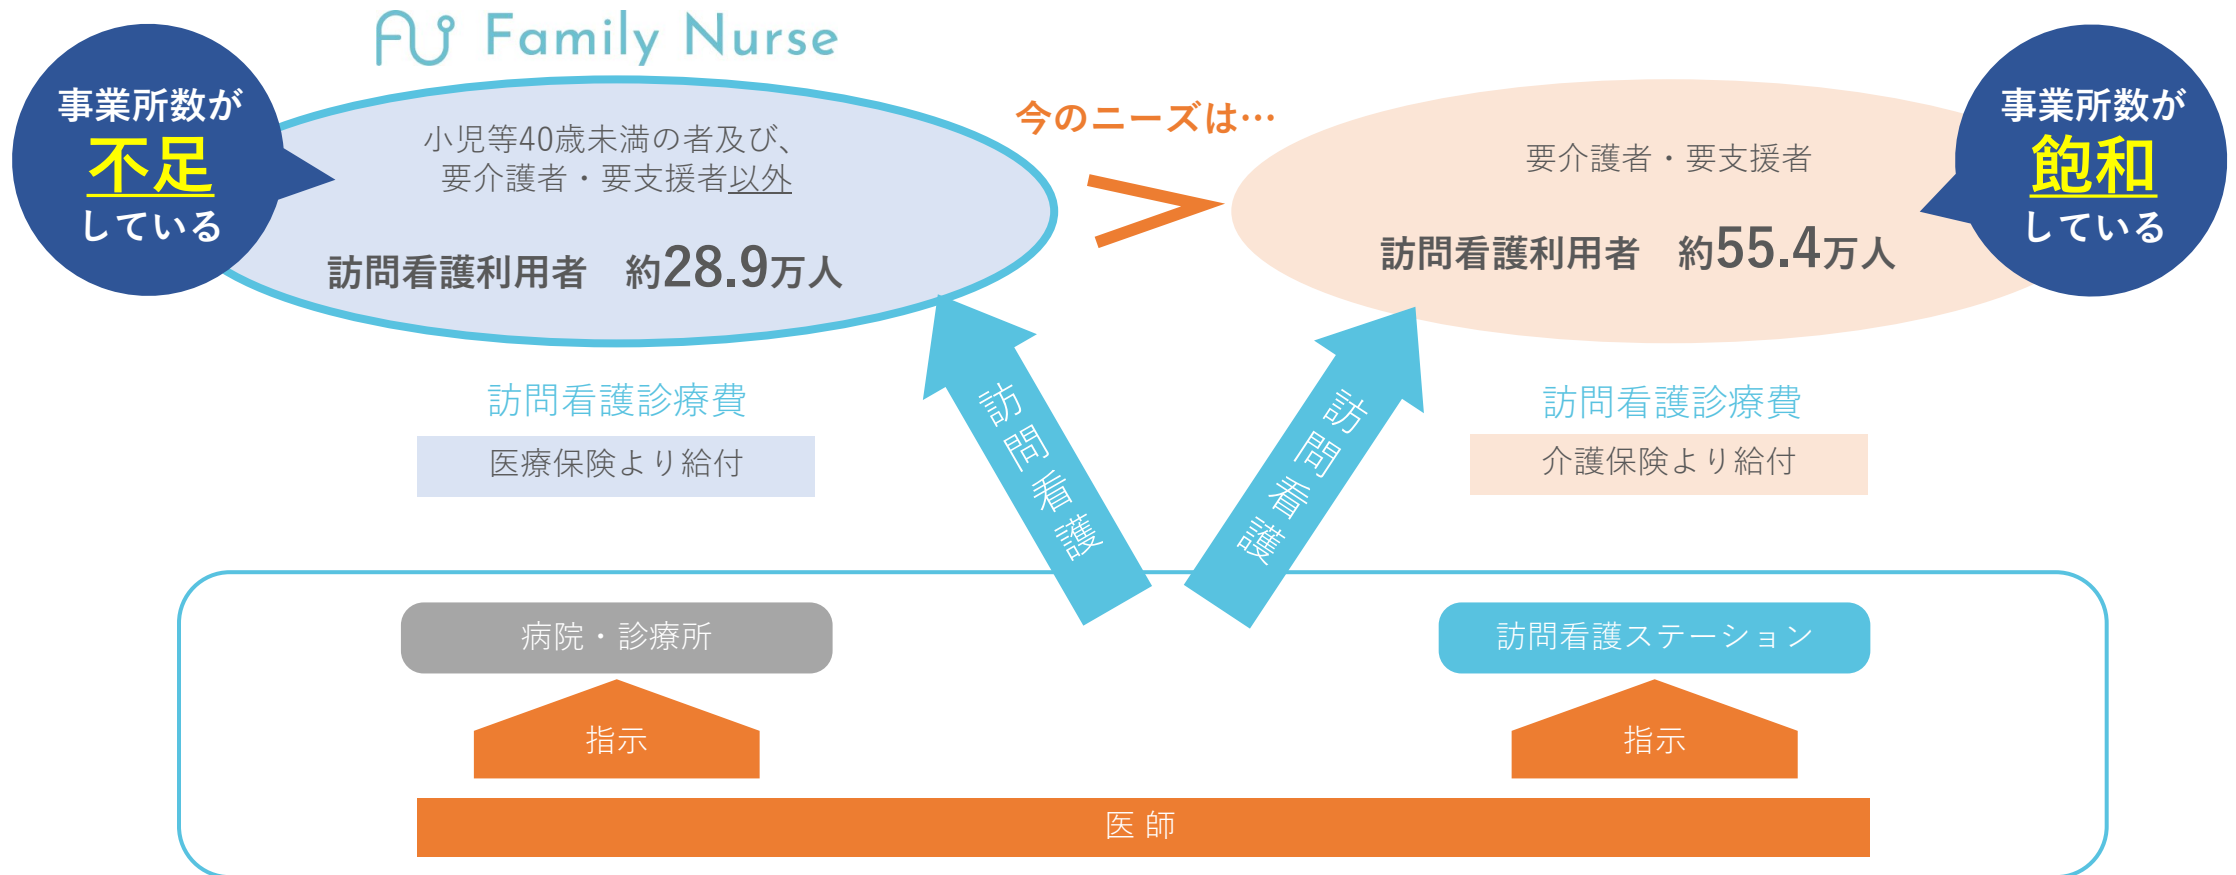 Family Nurse
事業所数が
不足
している
小児等40歳未満の者及び、
要介護者・要支援者以外
訪問看護利用者 約28.9万人
今のニーズは…
要介護者・要支援者
訪問看護利用者 約55.4万人
事業所数が
飽和
している
訪問看護診療費
医療保険より給付
訪問看護
訪問看護
訪問看護診療費
介護保険より給付
病院・診療所
訪問看護ステーション
指示
指示
医 師